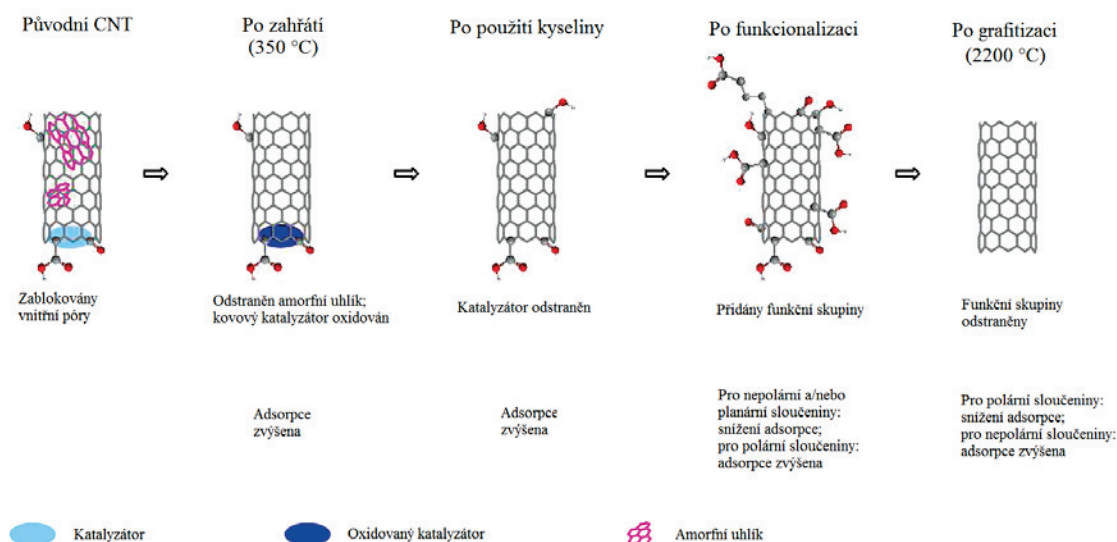 Původní CNT
Po zahřátí
(350 °C)
Po použití kyseliny
Po funkcionalizaci
Po grafitizaci
(2200 °C)
Zablokovány
vnitřní póry
Odstraněn amorfní uhlík;
kovový katalyzátor oxidován
Katalyzátor odstraněn
Přidány funkční skupiny
Funkční skupiny
odstraněny
Adsorpce
zvýšena
Adsorpce
zvýšena
Pro nepolární a/nebo
planární sloučeniny:
snížení adsorpce;
pro polární sloučeniny:
adsorpce zvýšena
Pro polární sloučeniny:
snížení adsorpce;
pro nepolární sloučeniny:
adsorpce zvýšena
Katalyzátor
Oxidovaný katalyzátor
Amorfní uhlík